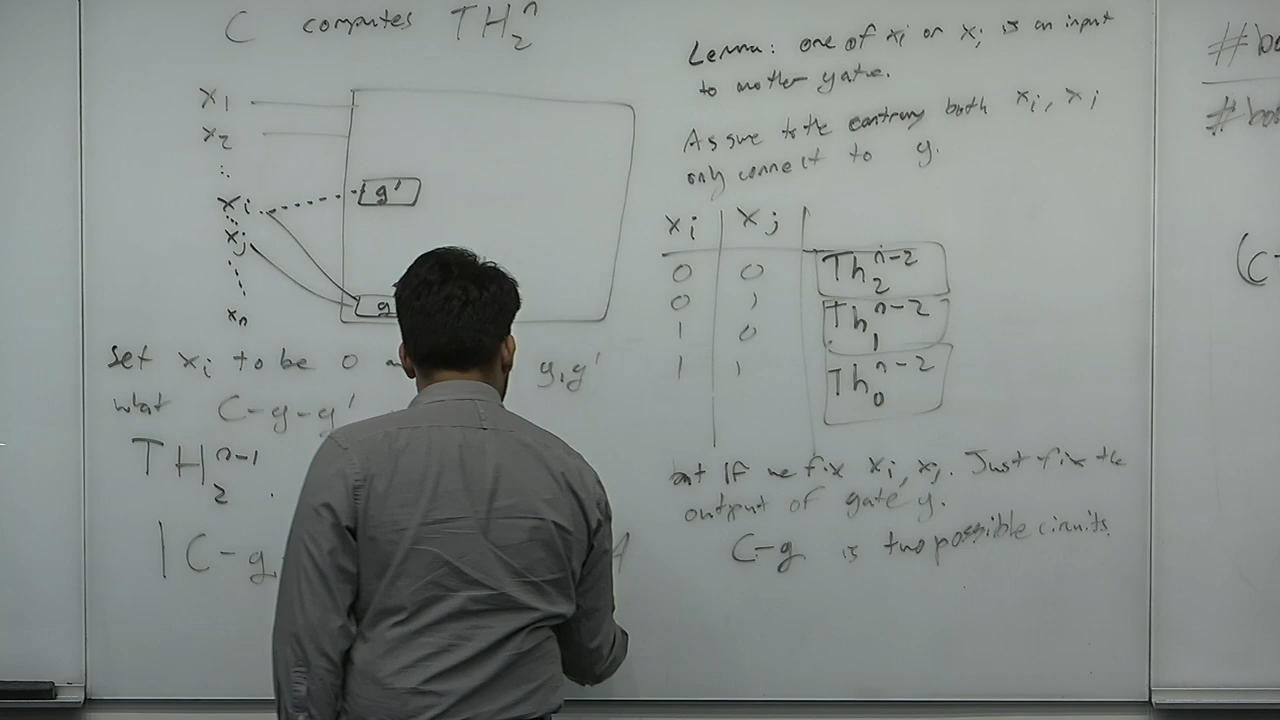 C computes TH₂ⁿ
x₁
x₂
:
xᵢ
xⱼ
xₙ
g'
g
set xᵢ to be 0 g,g'
what C-g-g'
TH₂ⁿ⁻¹.
|C-g
Lemma: one of xᵢ or xⱼ is an input
to another gate.
Assume to the contrary both xᵢ, xⱼ
only connect to g.
xᵢ xⱼ
0 0 Th₂ⁿ⁻²
0 1 Th₁ⁿ⁻²
1 0
1 1 Th₀ⁿ⁻²
but if we fix xᵢ, xⱼ. Just fix the
output of gate g.
C-g is two possible circuits.
#bo
#bo
(C-